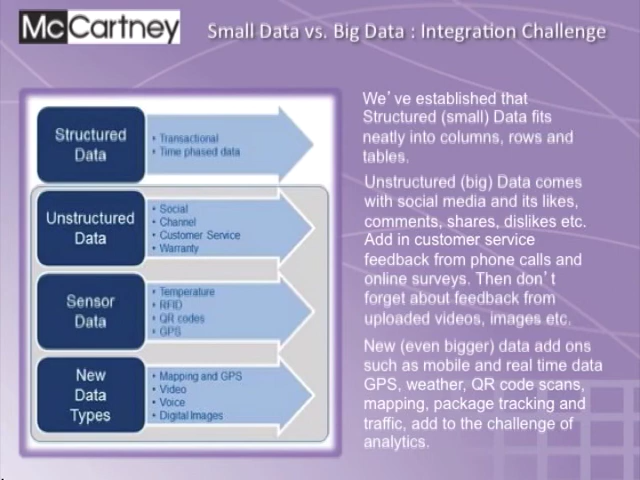 McCartney
Small Data vs. Big Data : Integration Challenge
Structured
Data
• Transactional
• Time phased data
Unstructured
Data
• Social
• Channel
• Customer Service
• Warranty
Sensor
Data
• Temperature
• RFID
• QR codes
• GPS
New
Data
Types
• Mapping and GPS
• Video
• Voice
• Digital Images
We’ve established that
Structured (small) Data fits
neatly into columns, rows and
tables.
Unstructured (big) Data comes
with social media and its likes,
comments, shares, dislikes etc.
Add in customer service
feedback from phone calls and
online surveys. Then don’t
forget about feedback from
uploaded videos, images etc.
New (even bigger) data add ons
such as mobile and real time data
GPS, weather, QR code scans,
mapping, package tracking and
traffic, add to the challenge of
analytics.